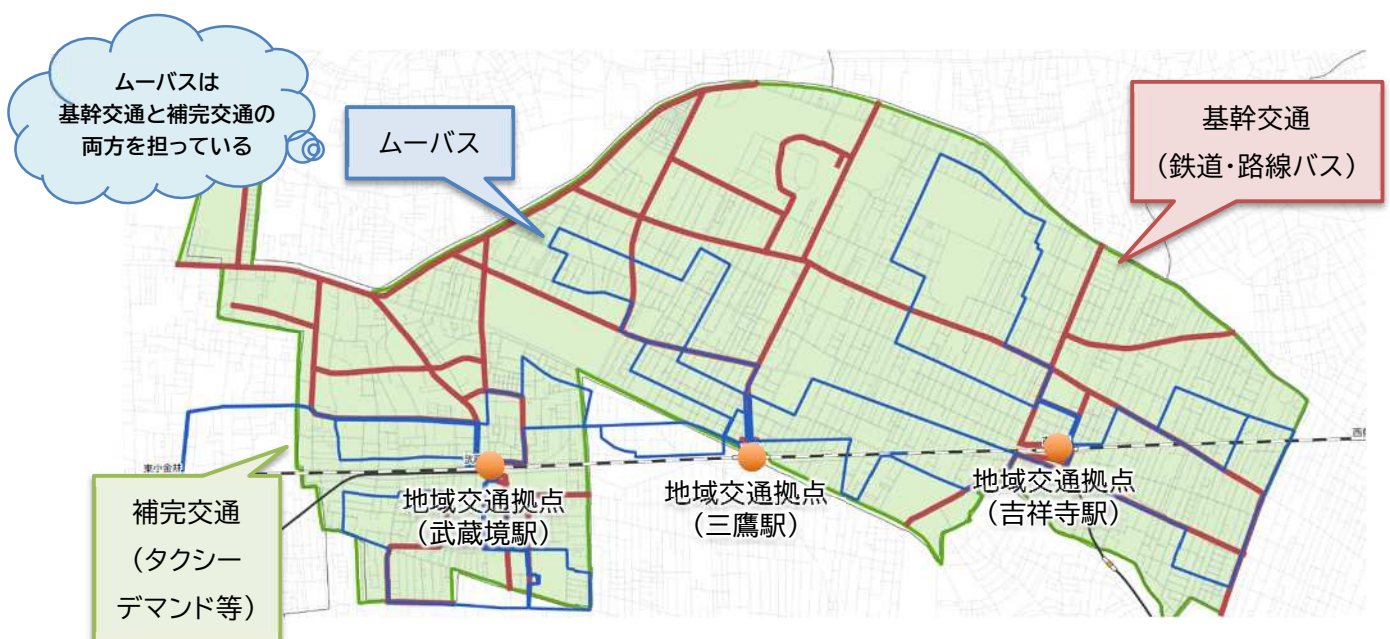 ムーバスは
基幹交通と補完交通の
両方を担っている
ムーバス
基幹交通
（鉄道・路線バス）
東小金井
地域交通拠点
（武蔵境駅）
地域交通拠点
（三鷹駅）
地域交通拠点
（吉祥寺駅）
補完交通
（タクシー
デマンド等）